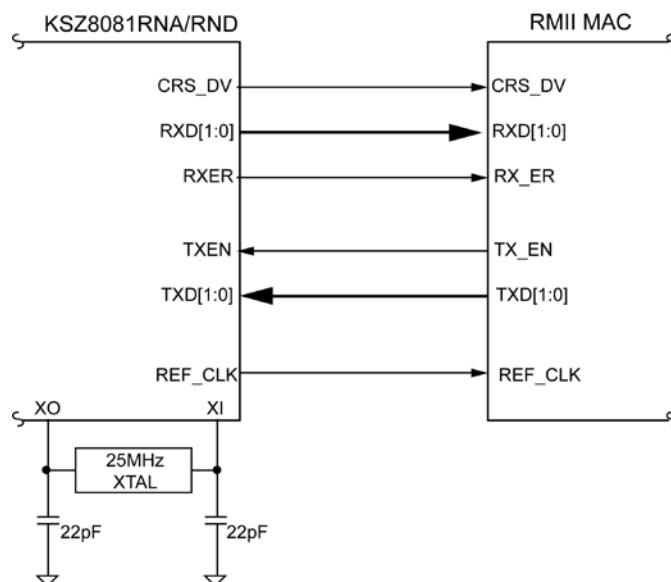 KSZ8081RNA/RND
RMII MAC
CRS_DV
CRS_DV
RXD[1:0]
RXD[1:0]
RXER
RX_ER
TXEN
TX_EN
TXD[1:0]
TXD[1:0]
REF_CLK
REF_CLK
XO
XI
25MHz
XTAL
22pF
22pF